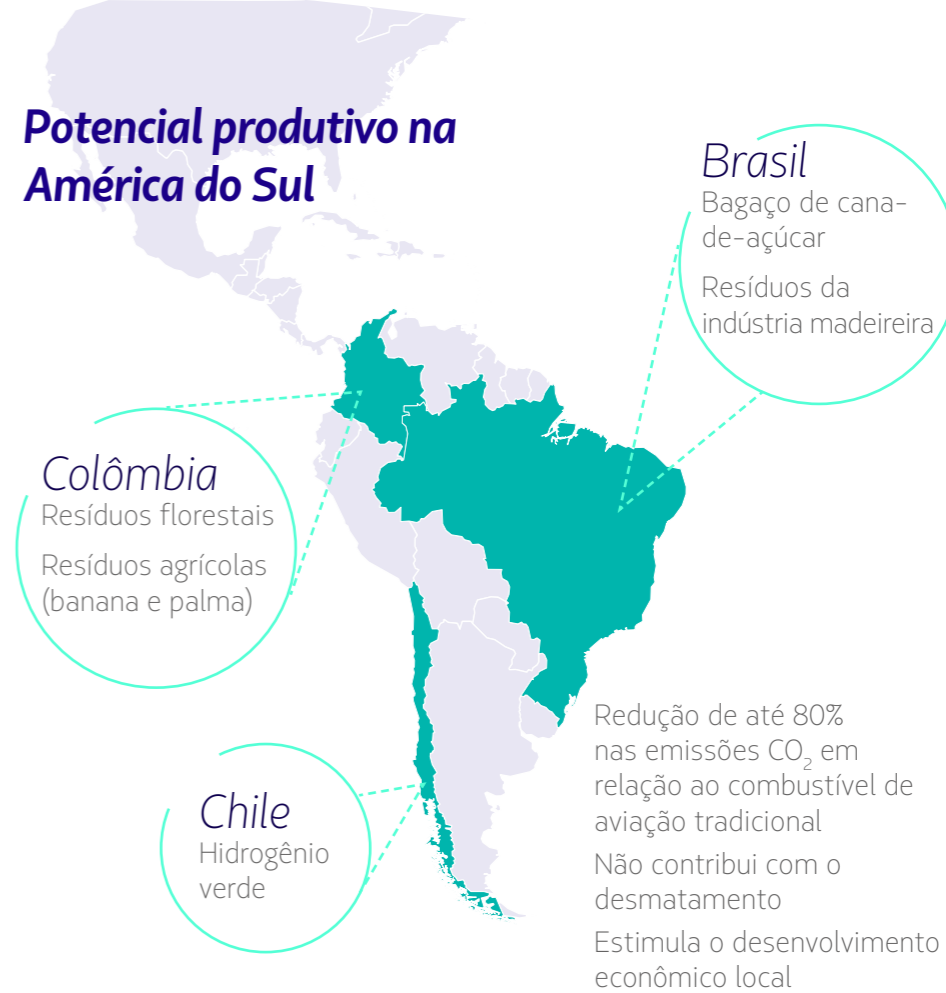 Potencial produtivo na
América do Sul
Brasil
Bagaço de cana-
de-açúcar
Resíduos da
indústria madeireira
Colômbia
Resíduos florestais
Resíduos agrícolas
(banana e palma)
Chile
Hidrogênio
verde
Redução de até 80%
nas emissões CO₂ em
relação ao combustível de
aviação tradicional
Não contribui com o
desmatamento
Estimula o desenvolvimento
econômico local